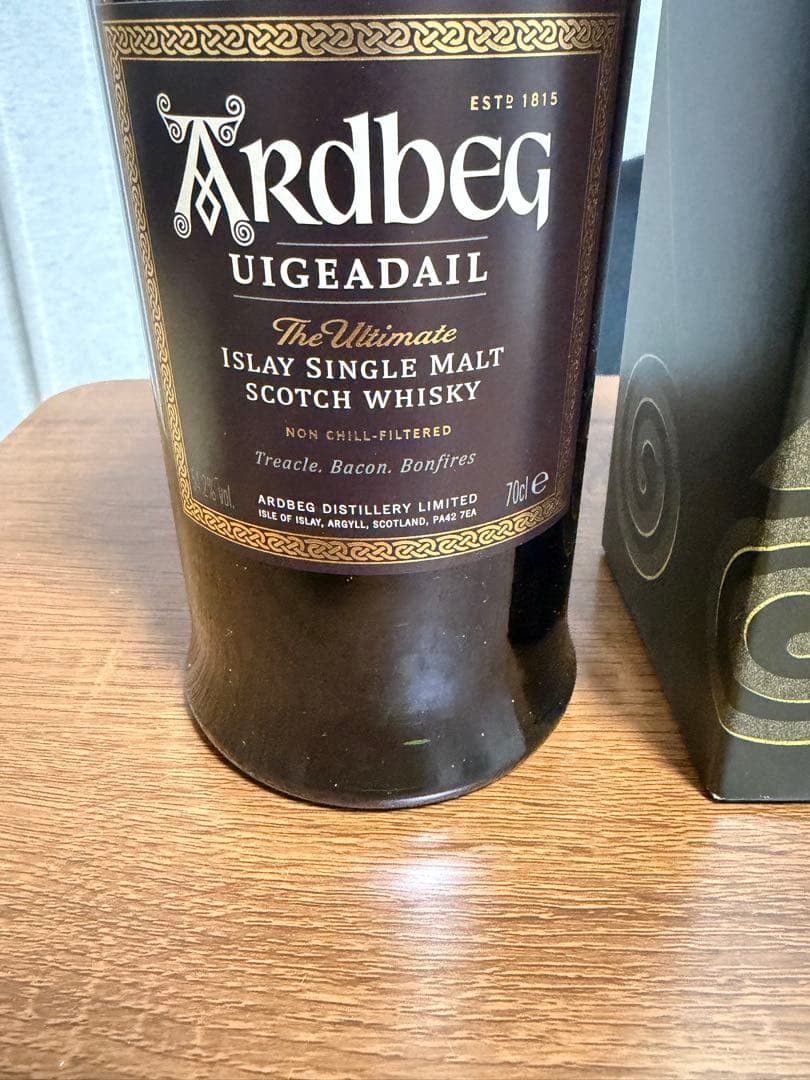 ESTD 1815
ARDBEG
UIGEADAIL
The Ultimate
ISLAY SINGLE MALT
SCOTCH WHISKY
NON CHILL-FILTERED
Treacle. Bacon. Bonfires
vol.
ARDBEG DISTILLERY LIMITED
70cl e
ISLE OF ISLAY, ARGYLL, SCOTLAND, PA42 7EA